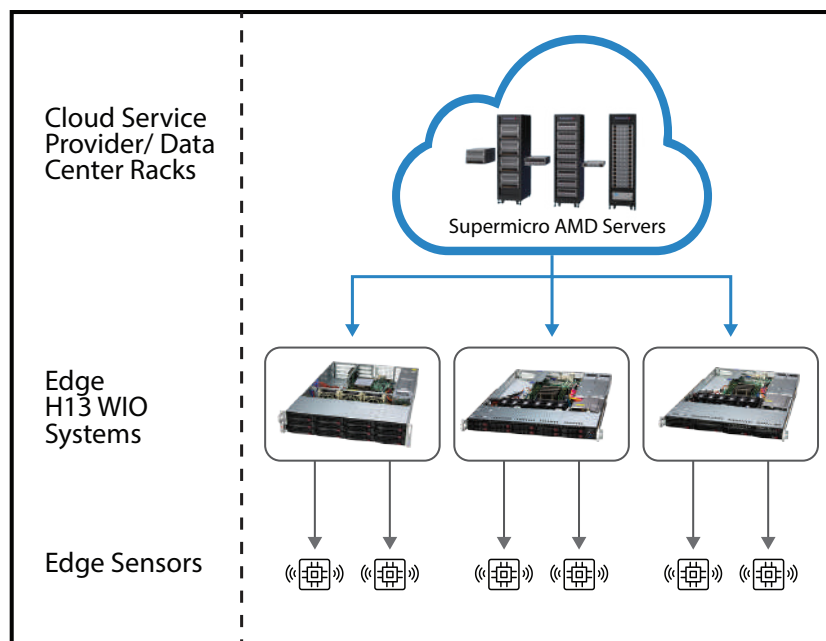 Cloud Service
Provider/ Data
Center Racks
Supermicro AMD Servers
Edge
H13 WIO
Systems
Edge Sensors